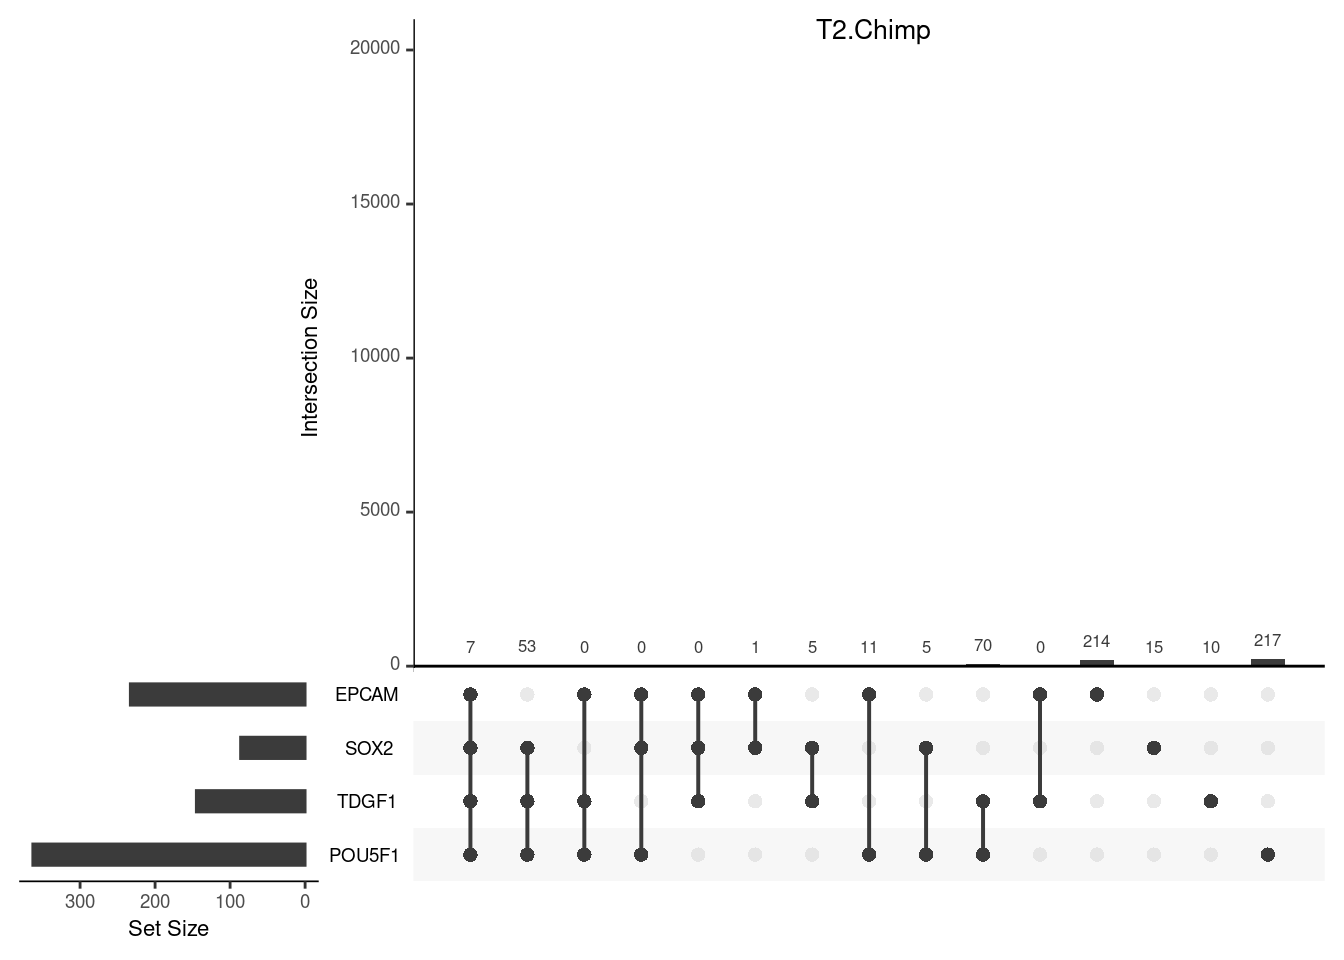 T2.Chimp
20000
15000
10000
5000
0
Intersection Size
7 53 0 0 0 1 5 11 5 70 0 214 15 10 217
EPCAM
SOX2
TDGF1
POU5F1
300 200 100 0
Set Size